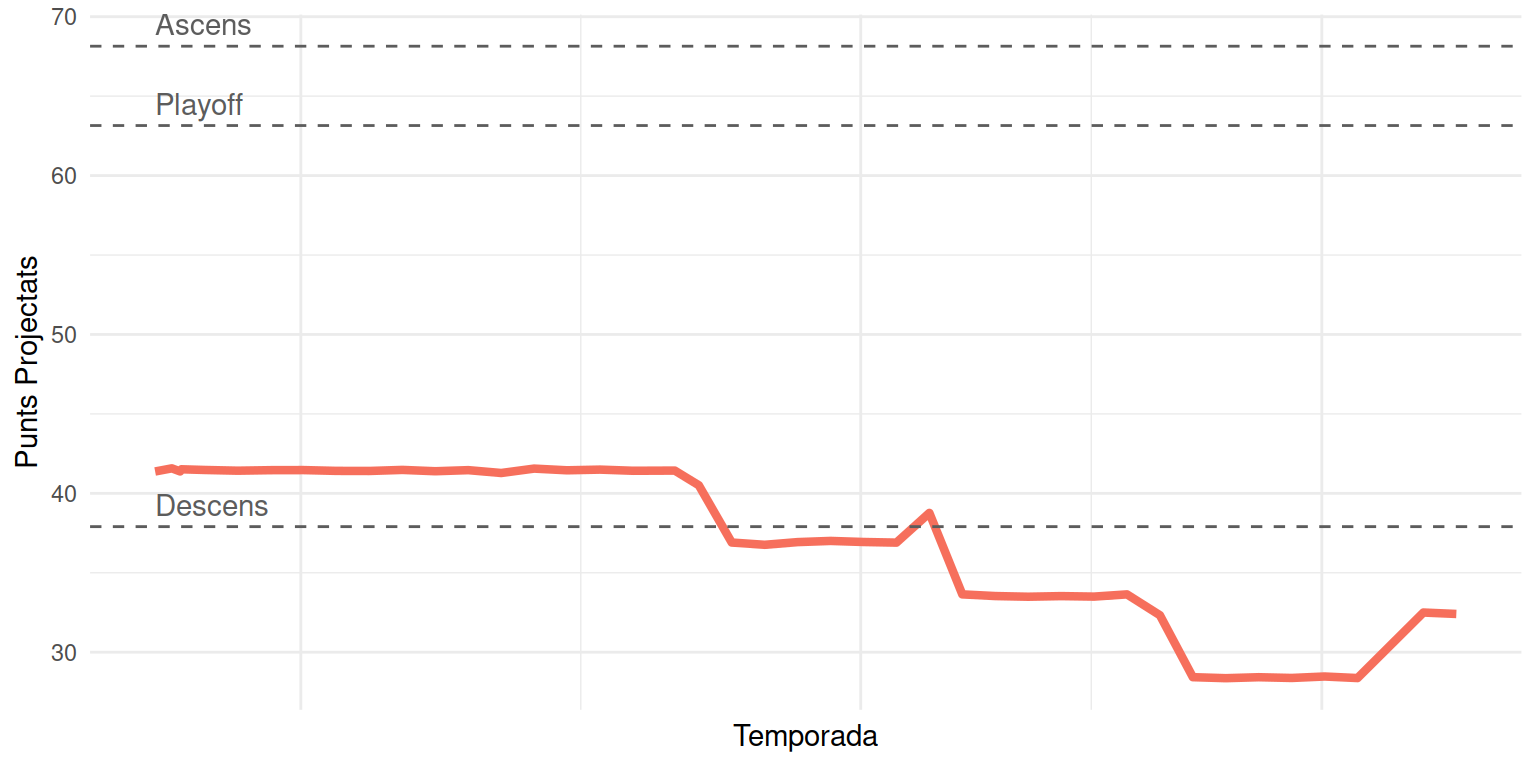 70
Ascens
Playoff
60
50
Punts Projectats
40
Descens
30
Temporada